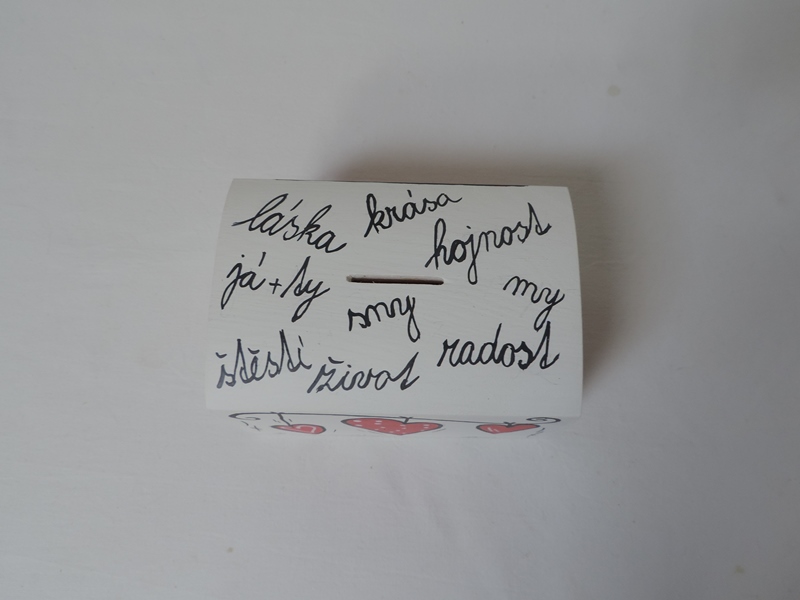 láska
krása
hojnost
já+ty
sny
my
štěstí
život
radost